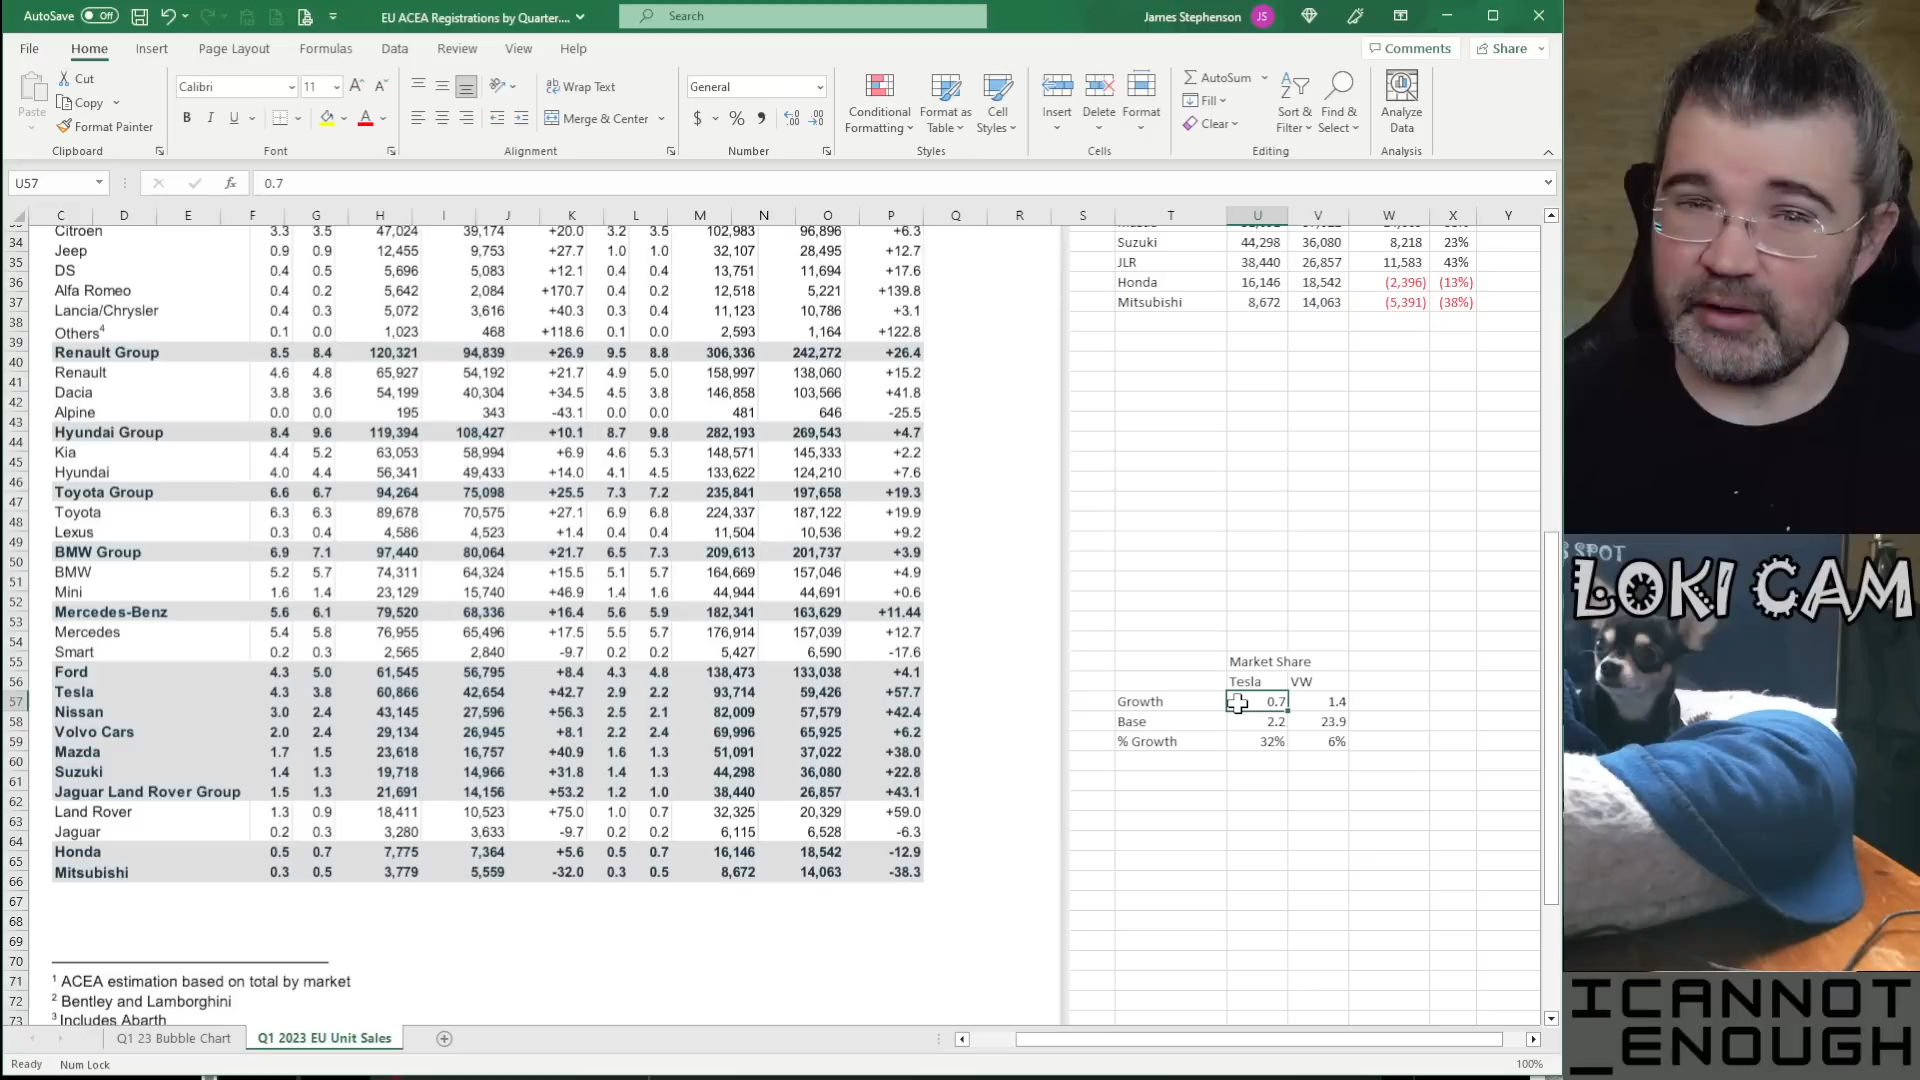 AutoSave Off EU ACEA Registrations by Quarter.... Search James Stephenson JS
File Home Insert Page Layout Formulas Data Review View Help Comments Share
Paste Cut Copy Format Painter Clipboard
Calibri 11 B I U Font
Wrap Text Merge & Center Alignment
General $ % Number
Conditional Formatting Format as Table Cell Styles Styles
Insert Delete Format Cells
AutoSum Fill Clear Sort & Filter Find & Select Editing
Analyze Data Analysis
U57 fx 0.7
C D E F G H I J K L M N O P Q R S T U V W X Y
Citroen 3.3 3.5 47,024 39,174 +20.0 3.2 3.5 102,983 96,896 +6.3
34 Jeep 0.9 0.9 12,455 9,753 +27.7 1.0 1.0 32,107 28,495 +12.7
35 DS 0.4 0.5 5,696 5,083 +12.1 0.4 0.4 13,751 11,694 +17.6
36 Alfa Romeo 0.4 0.2 5,642 2,084 +170.7 0.4 0.2 12,518 5,221 +139.8
37 Lancia/Chrysler 0.4 0.3 5,072 3,616 +40.3 0.3 0.4 11,123 10,786 +3.1
38 Others4 0.1 0.0 1,023 468 +118.6 0.1 0.0 2,593 1,164 +122.8
39 Renault Group 8.5 8.4 120,321 94,839 +26.9 9.5 8.8 306,336 242,272 +26.4
40 Renault 4.6 4.8 65,927 54,192 +21.7 4.9 5.0 158,997 138,060 +15.2
41 Dacia 3.8 3.6 54,199 40,304 +34.5 4.5 3.8 146,858 103,566 +41.8
42 Alpine 0.0 0.0 195 343 -43.1 0.0 0.0 481 646 -25.5
43 Hyundai Group 8.4 9.6 119,394 108,427 +10.1 8.7 9.8 282,193 269,543 +4.7
44 Kia 4.4 5.2 63,053 58,994 +6.9 4.6 5.3 148,571 145,333 +2.2
45 Hyundai 4.0 4.4 56,341 49,433 +14.0 4.1 4.5 133,622 124,210 +7.6
46 Toyota Group 6.6 6.7 94,264 75,098 +25.5 7.3 7.2 235,841 197,658 +19.3
47 Toyota 6.3 6.3 89,678 70,575 +27.1 6.9 6.8 224,337 187,122 +19.9
48 Lexus 0.3 0.4 4,586 4,523 +1.4 0.4 0.4 11,504 10,536 +9.2
49 BMW Group 6.9 7.1 97,440 80,064 +21.7 6.5 7.3 209,613 201,737 +3.9
50 BMW 5.2 5.7 74,311 64,324 +15.5 5.1 5.7 164,669 157,046 +4.9
51 Mini 1.6 1.4 23,129 15,740 +46.9 1.4 1.6 44,944 44,691 +0.6
52 Mercedes-Benz 5.6 6.1 79,520 68,336 +16.4 5.6 5.9 182,341 163,629 +11.44
53 Mercedes 5.4 5.8 76,955 65,496 +17.5 5.5 5.7 176,914 157,039 +12.7
54 Smart 0.2 0.3 2,565 2,840 -9.7 0.2 0.2 5,427 6,590 -17.6
55 Ford 4.3 5.0 61,545 56,795 +8.4 4.3 4.8 138,473 133,038 +4.1
56 Tesla 4.3 3.8 60,866 42,654 +42.7 2.9 2.2 93,714 59,426 +57.7
57 Nissan 3.0 2.4 43,145 27,596 +56.3 2.5 2.1 82,009 57,579 +42.4
58 Volvo Cars 2.0 2.4 29,134 26,945 +8.1 2.2 2.4 69,996 65,925 +6.2
59 Mazda 1.7 1.5 23,618 16,757 +40.9 1.6 1.3 51,091 37,022 +38.0
60 Suzuki 1.4 1.3 19,718 14,966 +31.8 1.4 1.3 44,298 36,080 +22.8
61 Jaguar Land Rover Group 1.5 1.3 21,691 14,156 +53.2 1.2 1.0 38,440 26,857 +43.1
62 Land Rover 1.3 0.9 18,411 10,523 +75.0 1.0 0.7 32,325 20,329 +59.0
63 Jaguar 0.2 0.3 3,280 3,633 -9.7 0.2 0.2 6,115 6,528 -6.3
64 Honda 0.5 0.7 7,775 7,364 +5.6 0.5 0.7 16,146 18,542 -12.9
65 Mitsubishi 0.3 0.5 3,779 5,559 -32.0 0.3 0.5 8,672 14,063 -38.3
66
67
68
69
70
71 1 ACEA estimation based on total by market
72 2 Bentley and Lamborghini
73 3 Includes Abarth
Suzuki 44,298 36,080 8,218 23%
JLR 38,440 26,857 11,583 43%
Honda 16,146 18,542 (2,396) (13%)
Mitsubishi 8,672 14,063 (5,391) (38%)
Market Share
Tesla VW
Growth 0.7 1.4
Base 2.2 23.9
% Growth 32% 6%
Q1 23 Bubble Chart Q1 2023 EU Unit Sales
Ready Num Lock 100%
LOKI CAM
ICANNOT
_ENOUGH